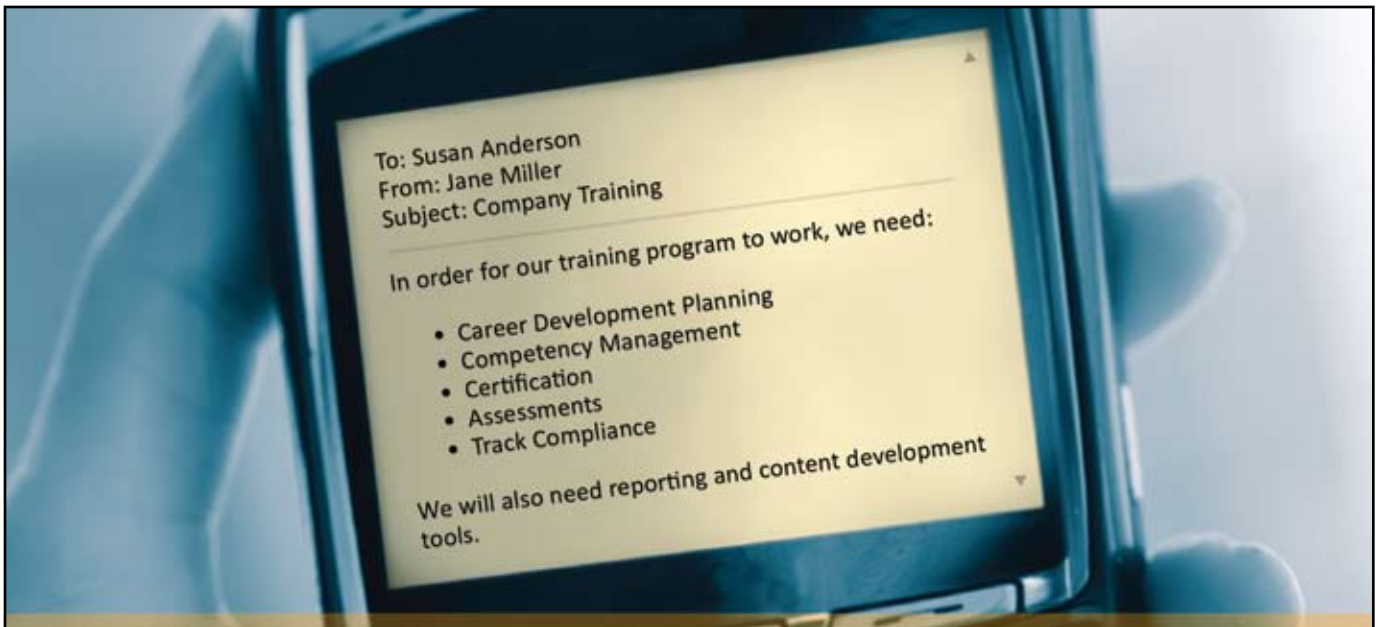 To: Susan Anderson
From: Jane Miller
Subject: Company Training
In order for our training program to work, we need:
• Career Development Planning
• Competency Management
• Certification
• Assessments
• Track Compliance
We will also need reporting and content development
tools.